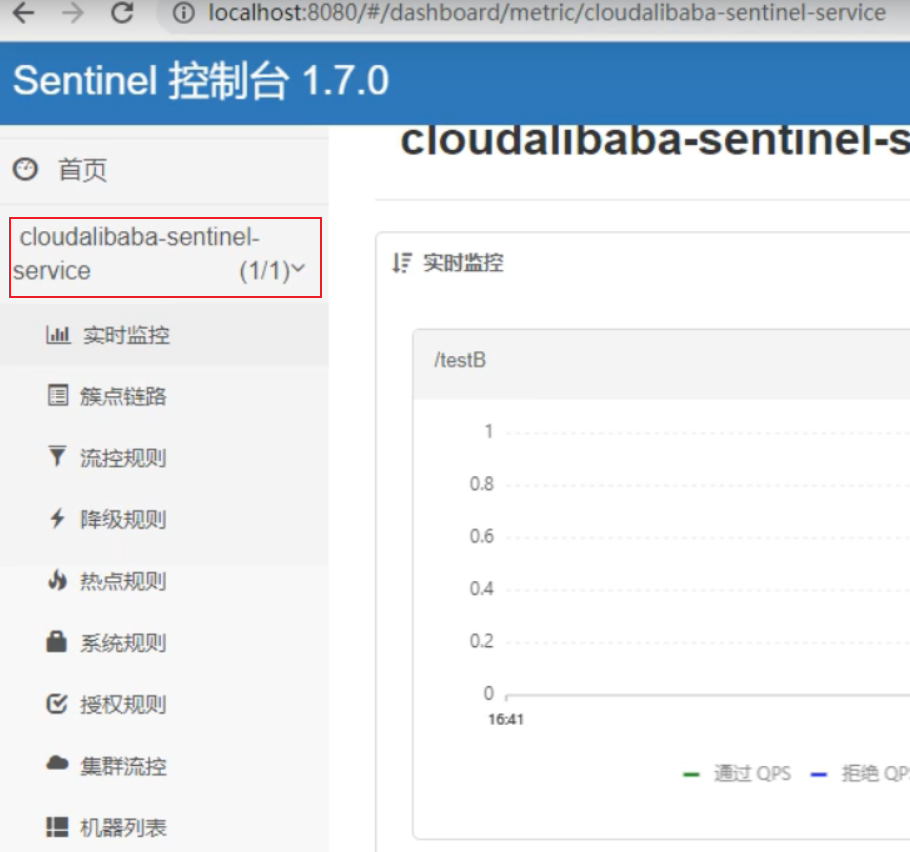 localhost:8080/#/dashboard/metric/cloudalibaba-sentinel-service
Sentinel 控制台 1.7.0
首页
cloudalibaba-sentinel-
service (1/1)
实时监控
簇点链路
流控规则
降级规则
热点规则
系统规则
授权规则
集群流控
机器列表
cloudalibaba-sentinel-s
实时监控
/testB
1
0.8
0.6
0.4
0.2
0
16:41
通过 QPS 拒绝 QP